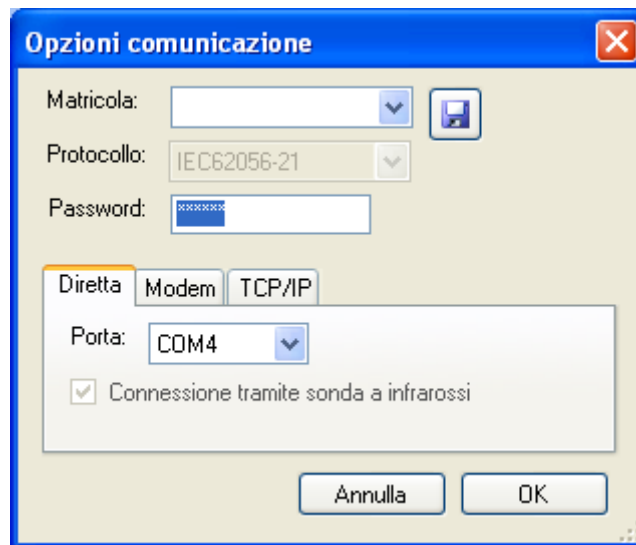 Opzioni comunicazione
Matricola:
Protocollo: IEC62056-21
Password: ******
Diretta Modem TCP/IP
Porta: COM4
Connessione tramite sonda a infrarossi
Annulla OK